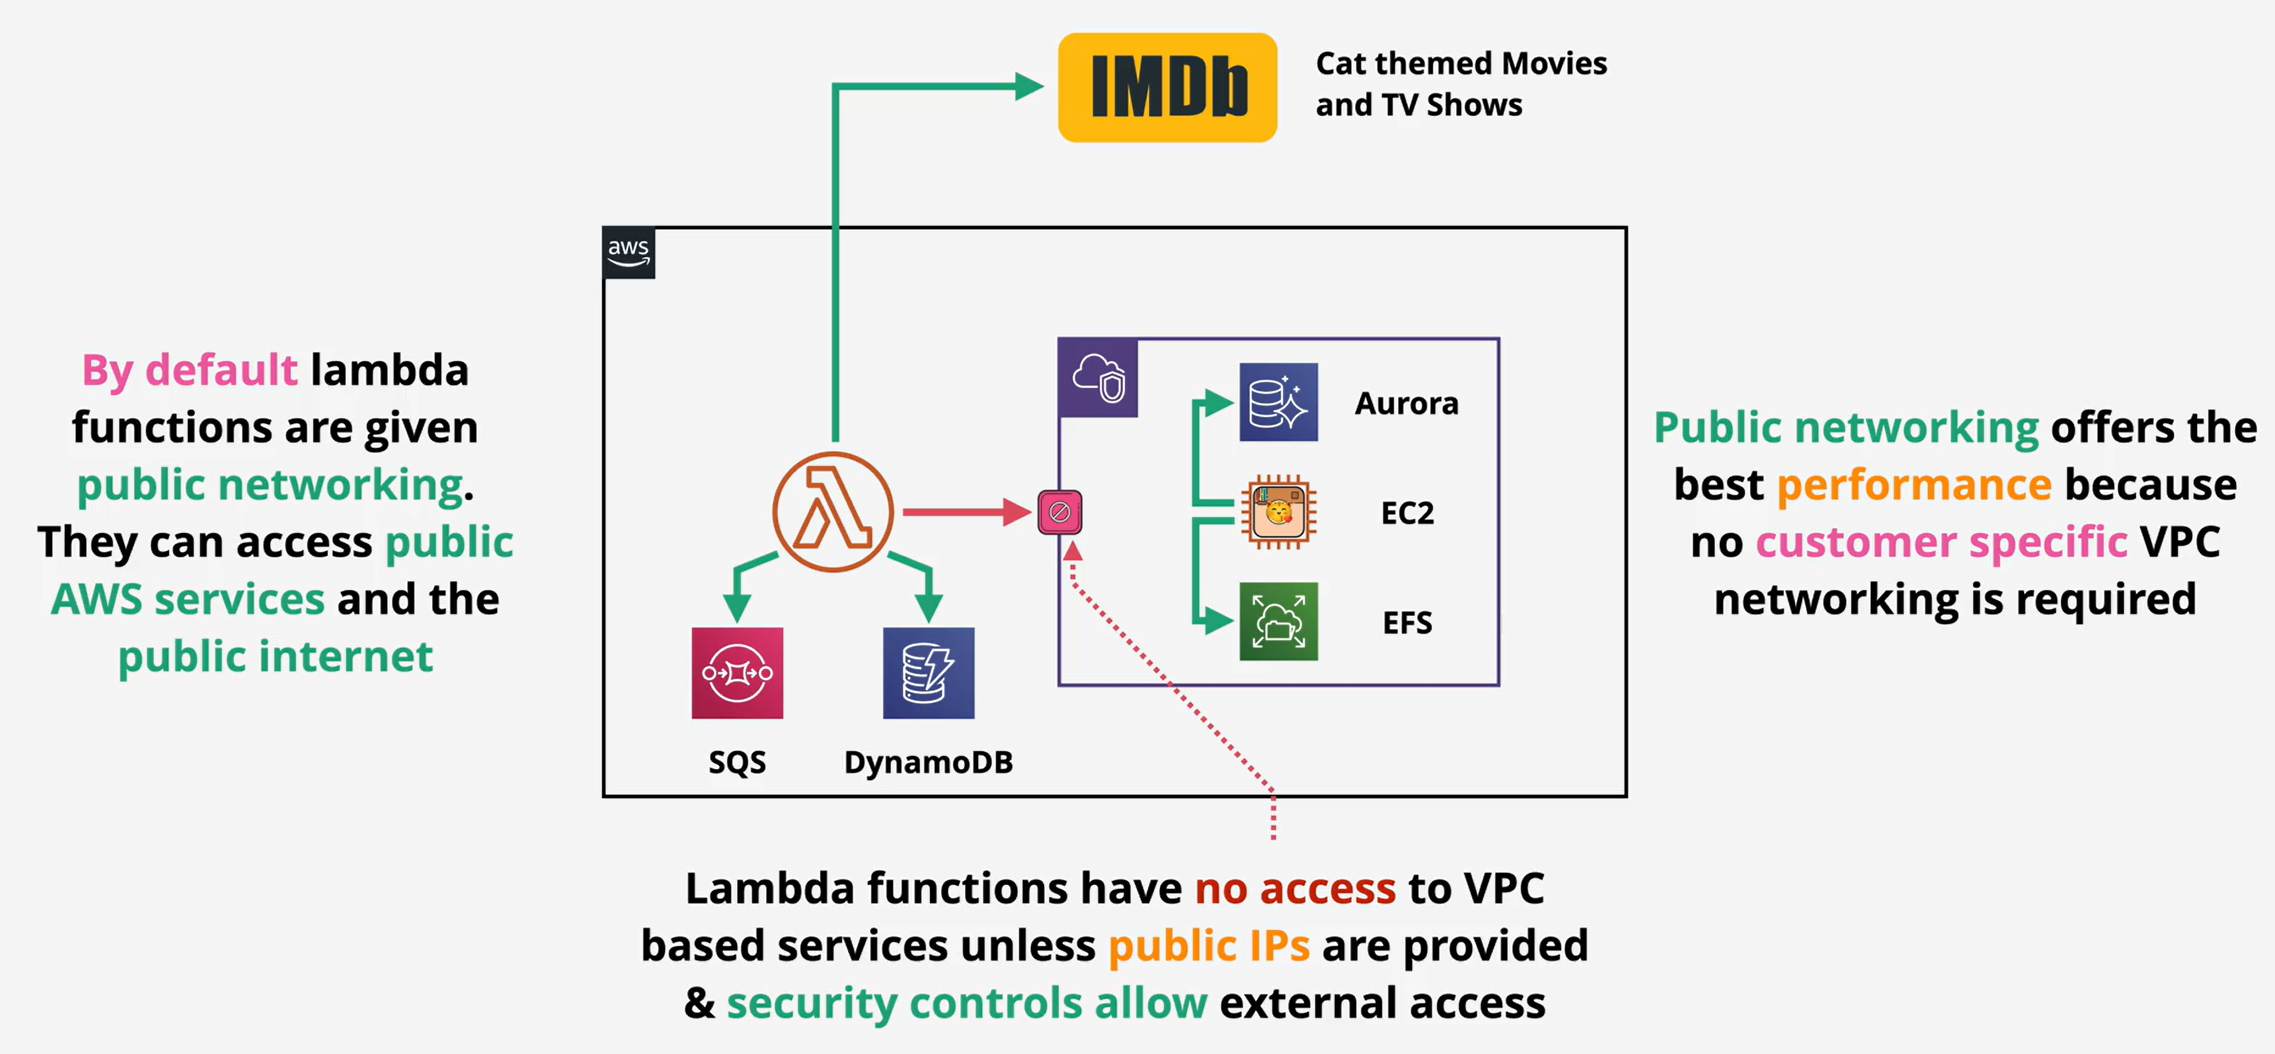 IMDb
Cat themed Movies
and TV Shows
aws
By default lambda
functions are given
public networking.
They can access public
AWS services and the
public internet
Aurora
EC2
EFS
SQS
DynamoDB
Public networking offers the
best performance because
no customer specific VPC
networking is required
Lambda functions have no access to VPC
based services unless public IPs are provided
& security controls allow external access